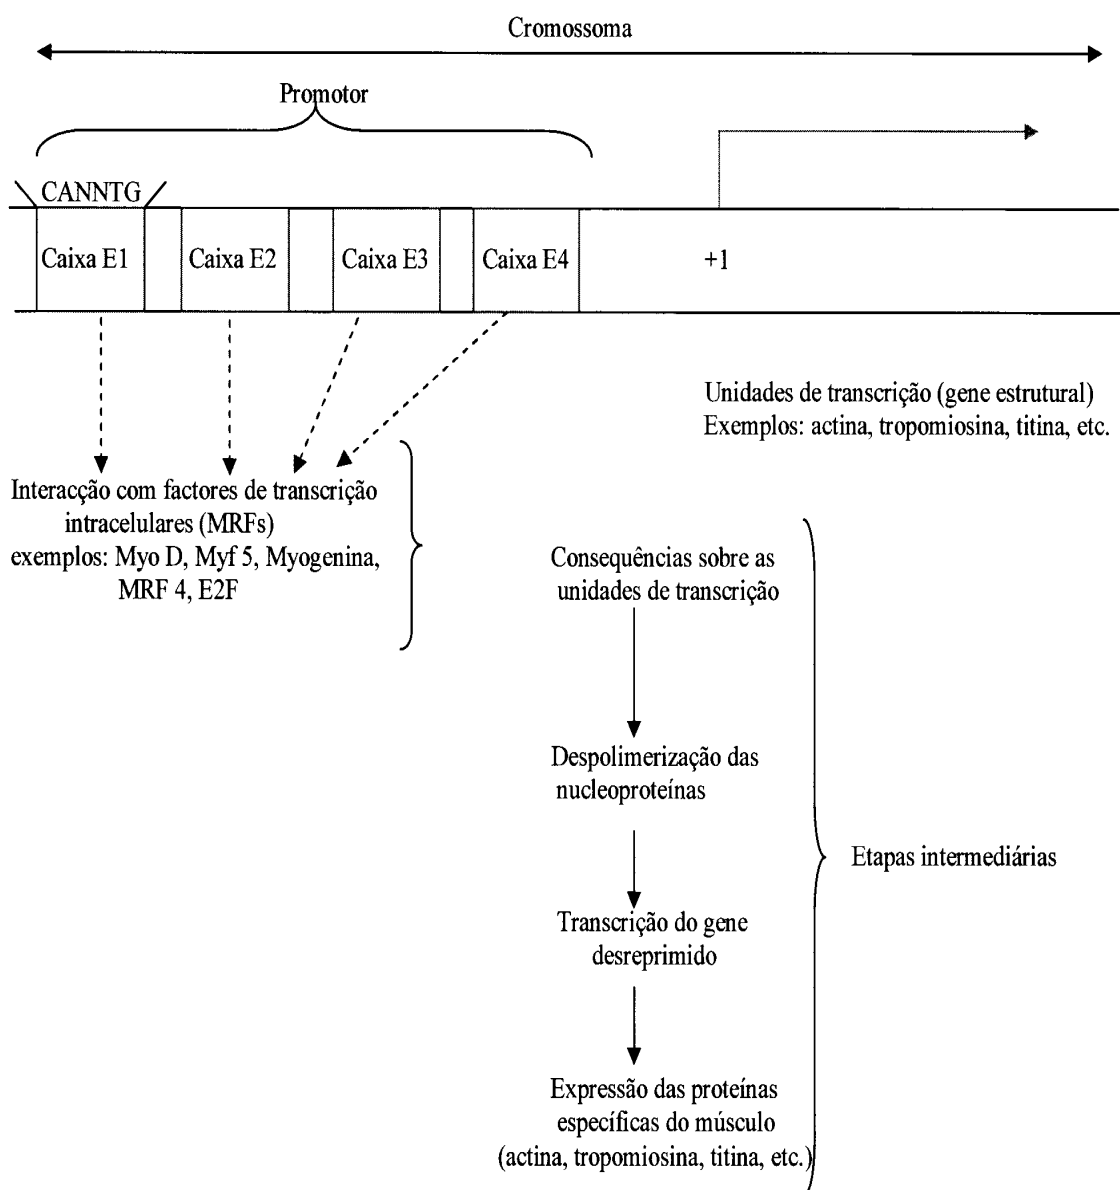 Cromossoma
Promotor
CANNTG
Caixa E1
Caixa E2
Caixa E3
Caixa E4
+1
Unidades de transcrição (gene estrutural)
Exemplos: actina, tropomiosina, titina, etc.
Interacção com factores de transcrição
intracelulares (MRFs)
exemplos: Myo D, Myf 5, Myogenina,
MRF 4, E2F
Consequências sobre as
unidades de transcrição
Despolimerização das
nucleoproteínas
Transcrição do gene
desreprimido
Expressão das proteínas
específicas do músculo
(actina, tropomiosina, titina, etc.)
Etapas intermediárias